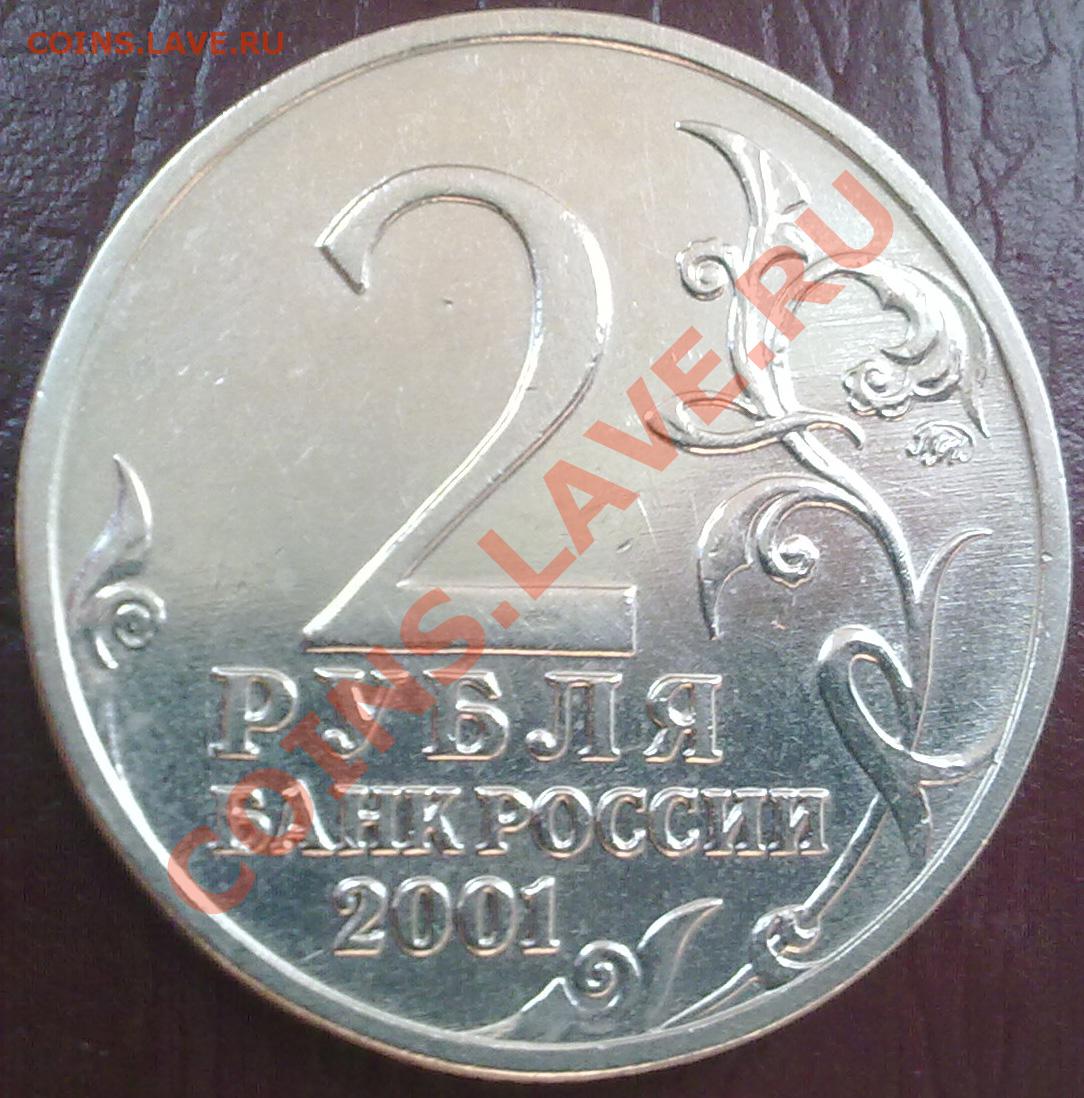 COINS.LAVE.RU
COINS.LAVE.RU
2
РУБЛЯ
БАНК РОССИИ
2001